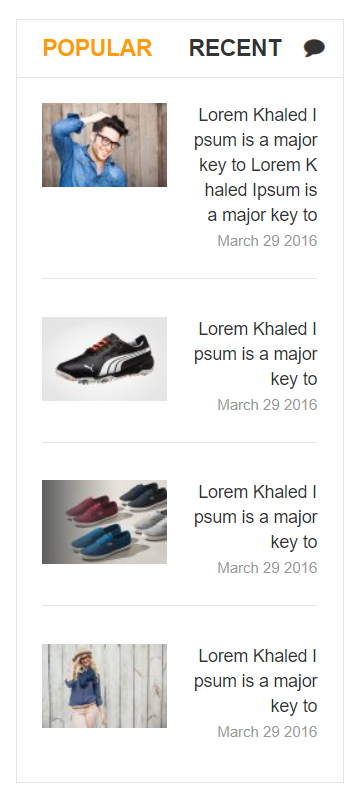 POPULAR RECENT
Lorem Khaled I
psum is a major
key to Lorem K
haled Ipsum is
a major key to
March 29 2016
Lorem Khaled I
psum is a major
key to
March 29 2016
Lorem Khaled I
psum is a major
key to
March 29 2016
Lorem Khaled I
psum is a major
key to
March 29 2016